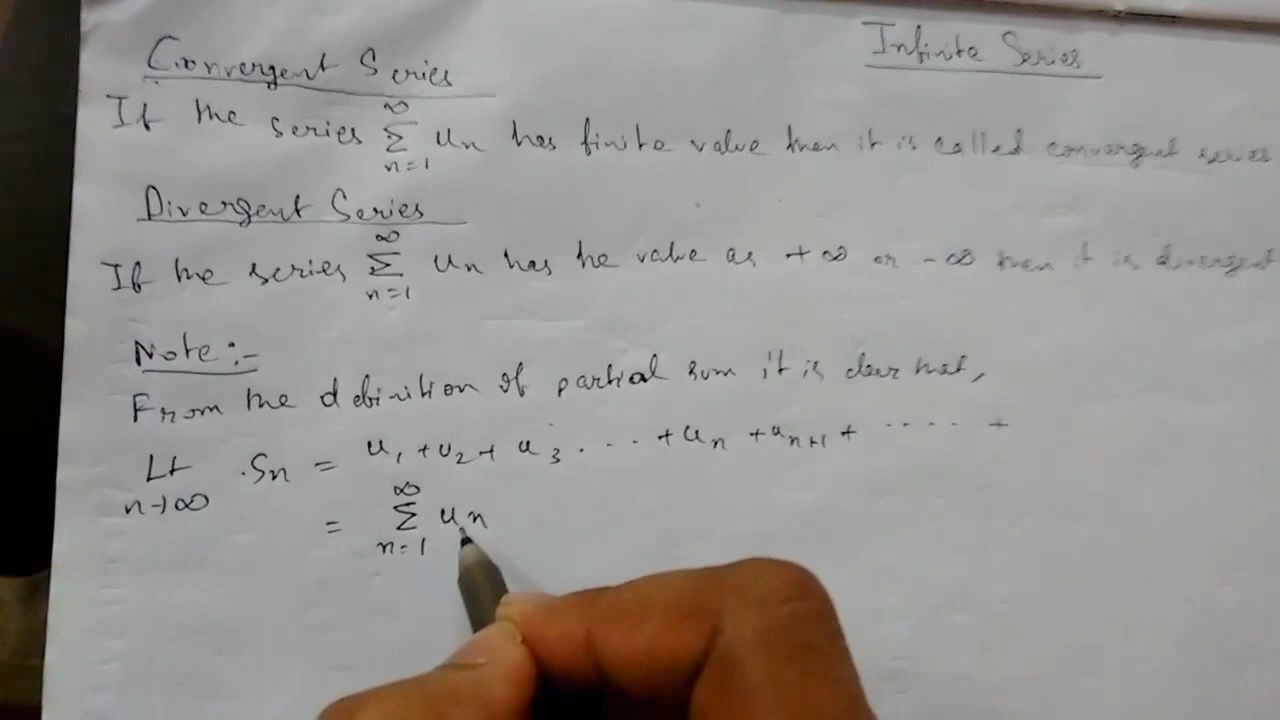 Infinite Series
Convergent Series
If the series ∞∑n=1 un has finite value then it is called convergent series
Divergent Series
If the series ∞∑n=1 un has he value as +∞ or -∞ then it is divergent
Note:-
From the definition of partial sum it is clear that,
Lt n→∞ .Sn = u1 + u2 + u3 ... + un + un+1 + ..... +
= ∞∑n=1 un